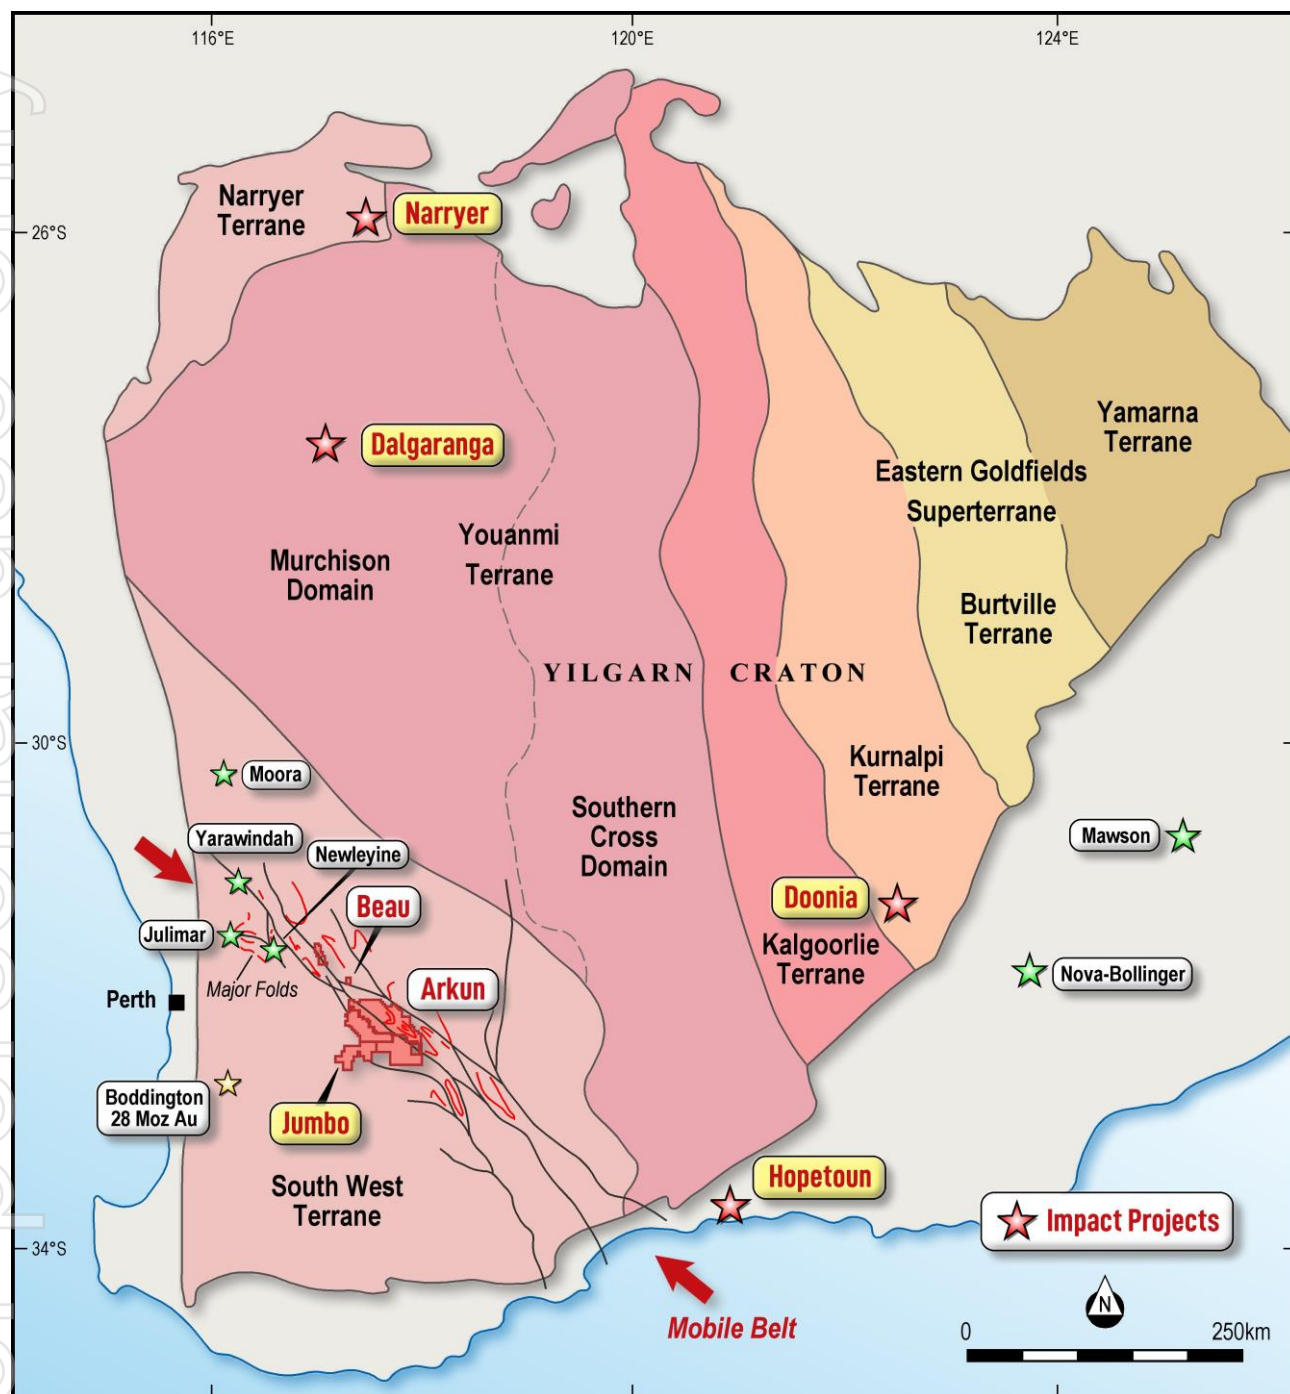 116°E
120°E
124°E
Narryer
Terrane
Narryer
26°S
Dalgaranga
Yamarna
Terrane
Eastern Goldfields
Superterrane
Youanmi
Terrane
Murchison
Domain
Burtville
Terrane
YILGARN CRATON
30°S
Moora
Kurnalpi
Terrane
Southern
Cross
Domain
Yarawindah
Newleyine
Mawson
Beau
Doonia
Julimar
Kalgoorlie
Terrane
Nova-Bollinger
Major Folds
Arkun
Perth
Boddington
28 Moz Au
Jumbo
Hopetoun
South West
Terrane
Impact Projects
34°S
Mobile Belt
N
0
250km